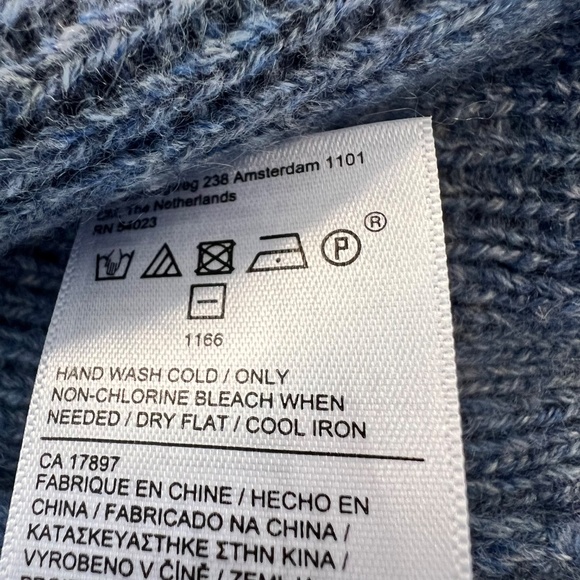 238 Amsterdam 1101
Netherlands
RN 54023
P ®
1166
HAND WASH COLD / ONLY
NON-CHLORINE BLEACH WHEN
NEEDED / DRY FLAT / COOL IRON
CA 17897
FABRIQUE EN CHINE / HECHO EN
CHINA / FABRICADO NA CHINA /
ΚΑΤΑΣΚΕΥΑΣΤΗΚΕ ΣΤΗΝ ΚΙΝΑ /
VYROBENO V ČÍNĚ / ZEMLJA